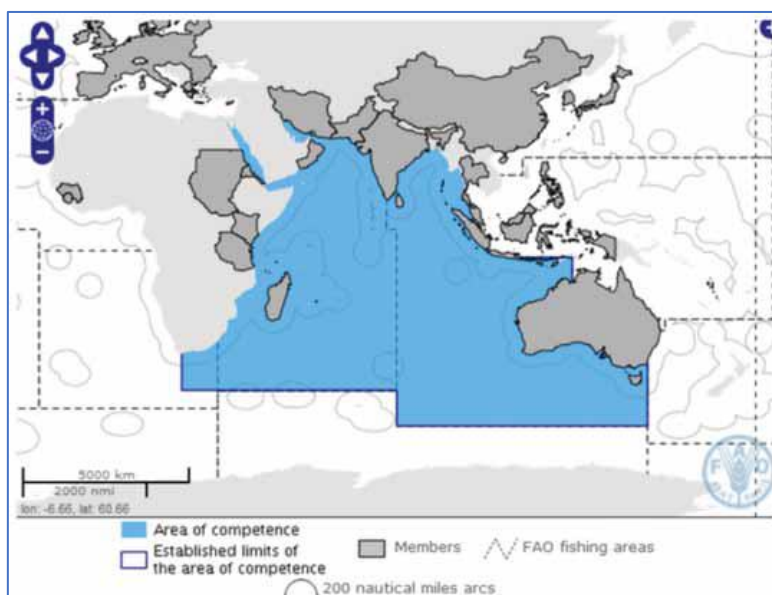 5000 km
2000 nmi
lon: -6.66, lat: 60.66
F A O
Area of competence
Established limits of
the area of competence
Members
FAO fishing areas
200 nautical miles arcs